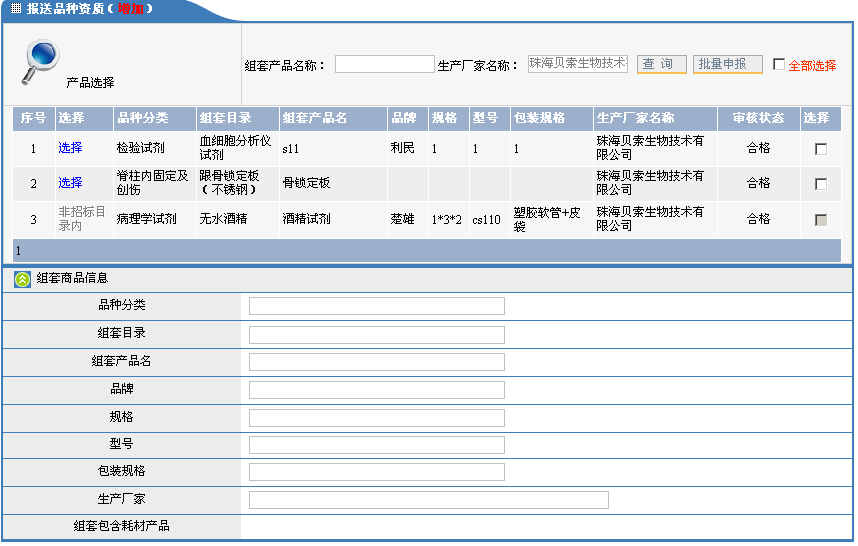 报送品种资质(增加)
产品选择
组套产品名称： 生产厂家名称： 珠海贝索生物技术 查 询 批量申报 全部选择
序号 选择 品种分类 组套目录 组套产品名 品牌 规格 型号 包装规格 生产厂家名称 审核状态 选择
1 选择 检验试剂 血细胞分析仪试剂 s11 利民 1 1 1 珠海贝索生物技术有限公司 合格
2 选择 脊柱内固定及创伤 跟骨锁定板（不锈钢） 骨锁定板 珠海贝索生物技术有限公司 合格
3 非招标目录内 病理学试剂 无水酒精 酒精试剂 楚雄 1*3*2 cs110 塑胶软管+皮袋 珠海贝索生物技术有限公司 合格
1
组套商品信息
品种分类
组套目录
组套产品名
品牌
规格
型号
包装规格
生产厂家
组套包含耗材产品